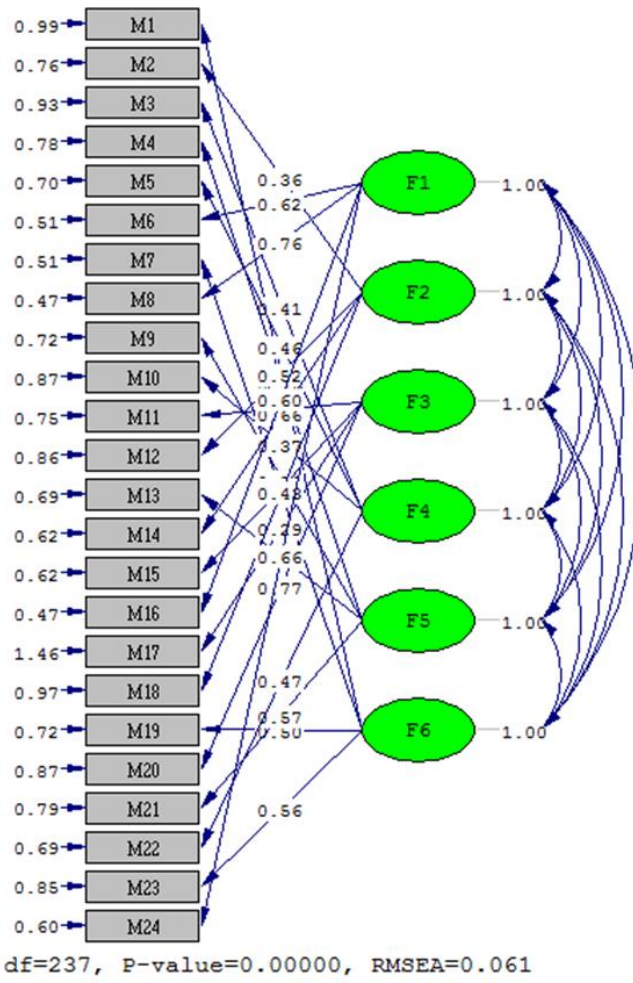 0.99 M1
0.76 M2
0.93 M3
0.78 M4
0.70 M5
0.51 M6
0.51 M7
0.47 M8
0.72 M9
0.87 M10
0.75 M11
0.86 M12
0.69 M13
0.62 M14
0.62 M15
0.47 M16
1.46 M17
0.97 M18
0.72 M19
0.87 M20
0.79 M21
0.69 M22
0.85 M23
0.60 M24
0.36
0.62
0.76
0.41
0.46
0.52
0.60
0.66
0.37
0.48
0.66
0.77
0.47
0.57
0.50
0.56
F1 1.00
F2 1.00
F3 1.00
F4 1.00
F5 1.00
F6 1.00
df=237, P-value=0.00000, RMSEA=0.061